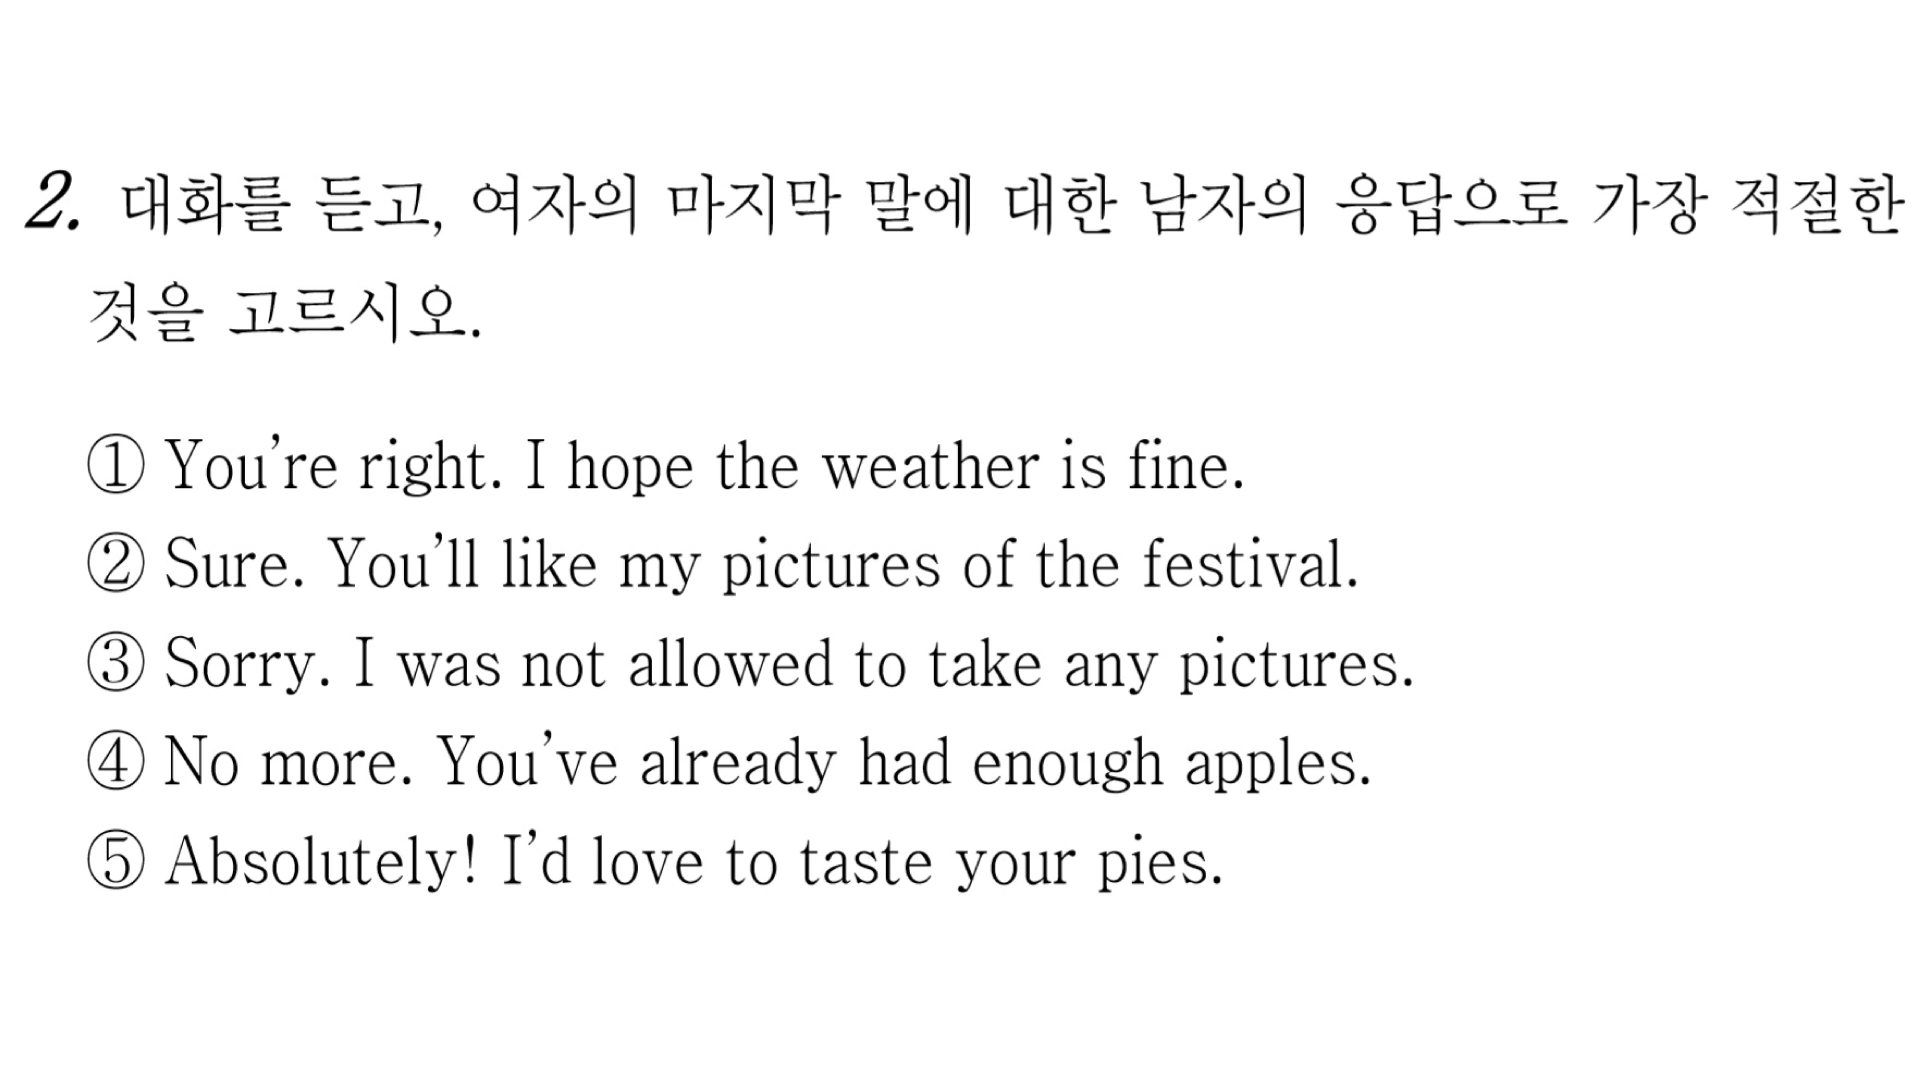 2. 대화를 듣고, 여자의 마지막 말에 대한 남자의 응답으로 가장 적절한
것을 고르시오.
① You’re right. I hope the weather is fine.
② Sure. You’ll like my pictures of the festival.
③ Sorry. I was not allowed to take any pictures.
④ No more. You’ve already had enough apples.
⑤ Absolutely! I’d love to taste your pies.